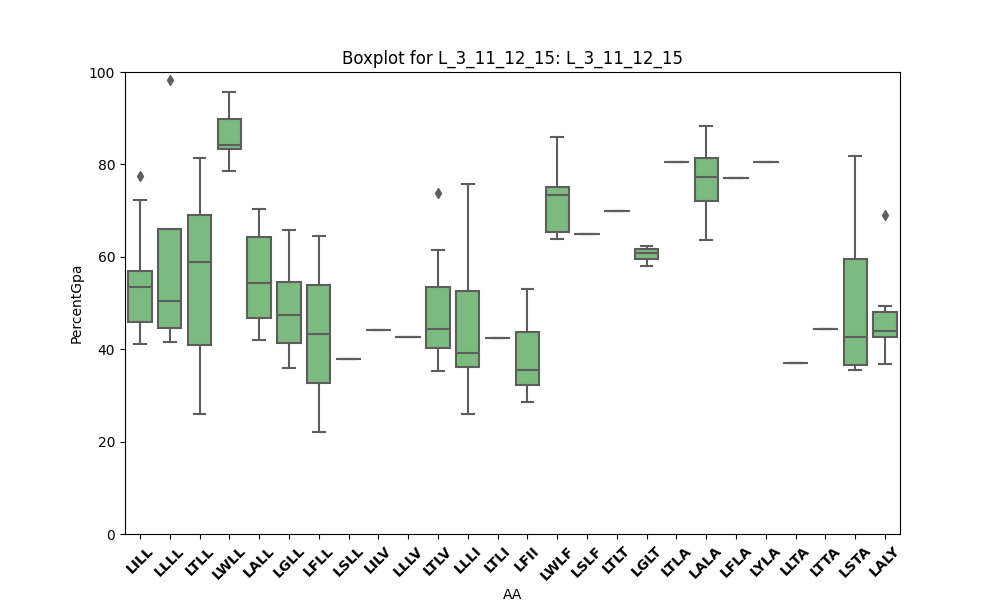 Boxplot for L_3_11_12_15: L_3_11_12_15
100
80
60
40
20
0
PercentGpa
LILL LLLL LTLL LWLL LALL LGLL LFLL LSLL LILV LLLV LTLV LLLI LTLI LFII LWLF LSLF LTLT LGLT LTLA LALA LFLA LYLA LLTA LTTA LSTA LALY
AA